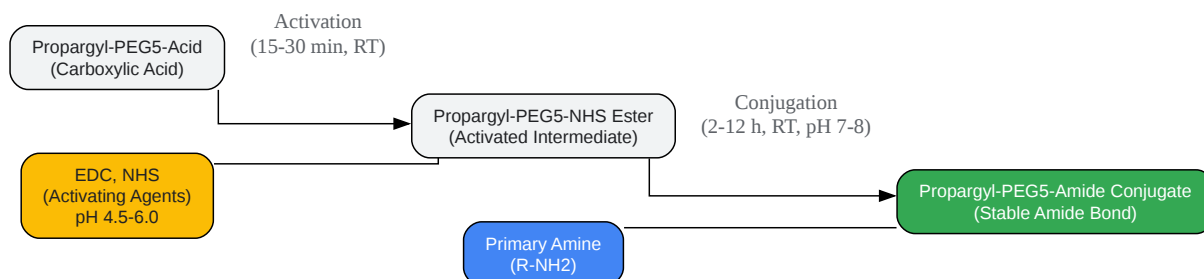 Activation
(15-30 min, RT)
Propargyl-PEG5-Acid
(Carboxylic Acid)
Propargyl-PEG5-NHS Ester
(Activated Intermediate)
Conjugation
(2-12 h, RT, pH 7-8)
EDC, NHS
(Activating Agents)
pH 4.5-6.0
Propargyl-PEG5-Amide Conjugate
(Stable Amide Bond)
Primary Amine
(R-NH2)